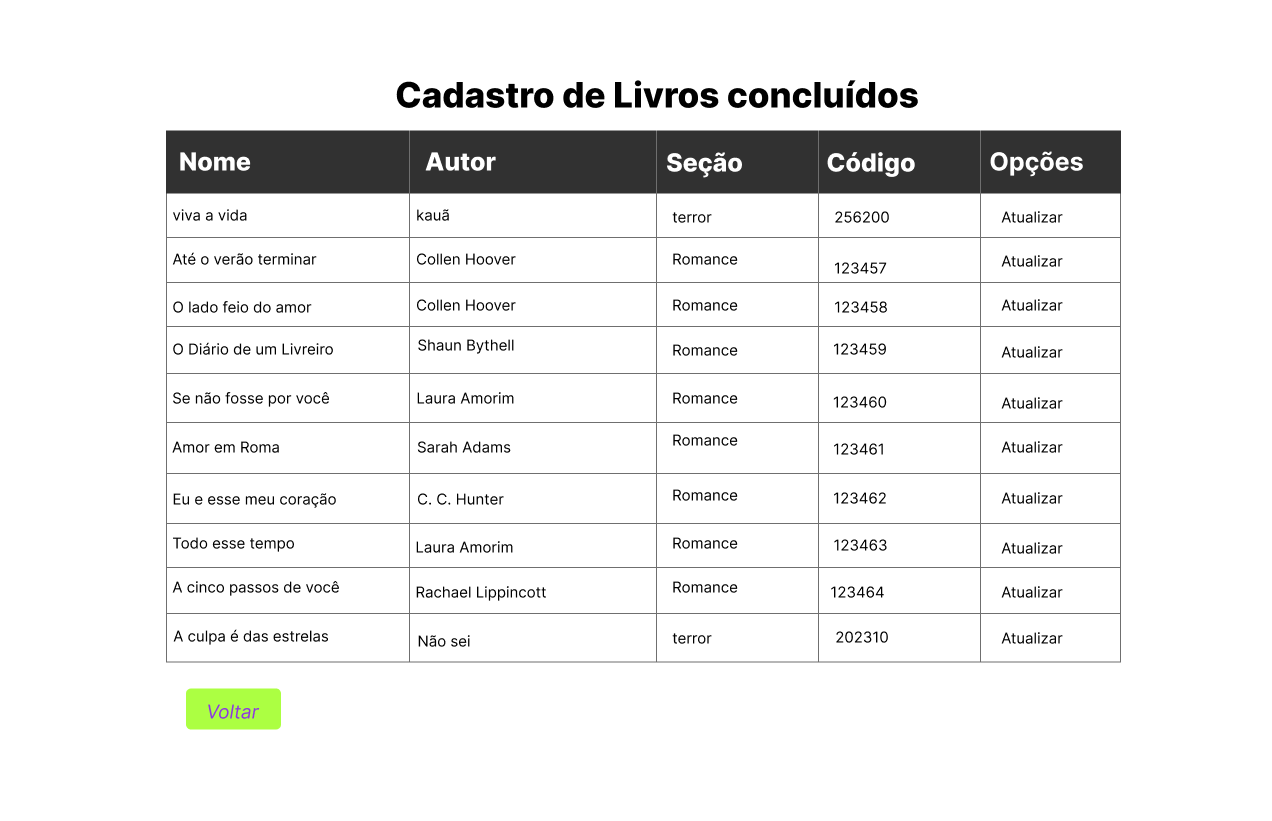 Cadastro de Livros concluídos
Nome Autor Seção Código Opções
viva a vida kauã terror 256200 Atualizar
Até o verão terminar Collen Hoover Romance 123457 Atualizar
O lado feio do amor Collen Hoover Romance 123458 Atualizar
O Diário de um Livreiro Shaun Bythell Romance 123459 Atualizar
Se não fosse por você Laura Amorim Romance 123460 Atualizar
Amor em Roma Sarah Adams Romance 123461 Atualizar
Eu e esse meu coração C. C. Hunter Romance 123462 Atualizar
Todo esse tempo Laura Amorim Romance 123463 Atualizar
A cinco passos de você Rachael Lippincott Romance 123464 Atualizar
A culpa é das estrelas Não sei terror 202310 Atualizar
Voltar